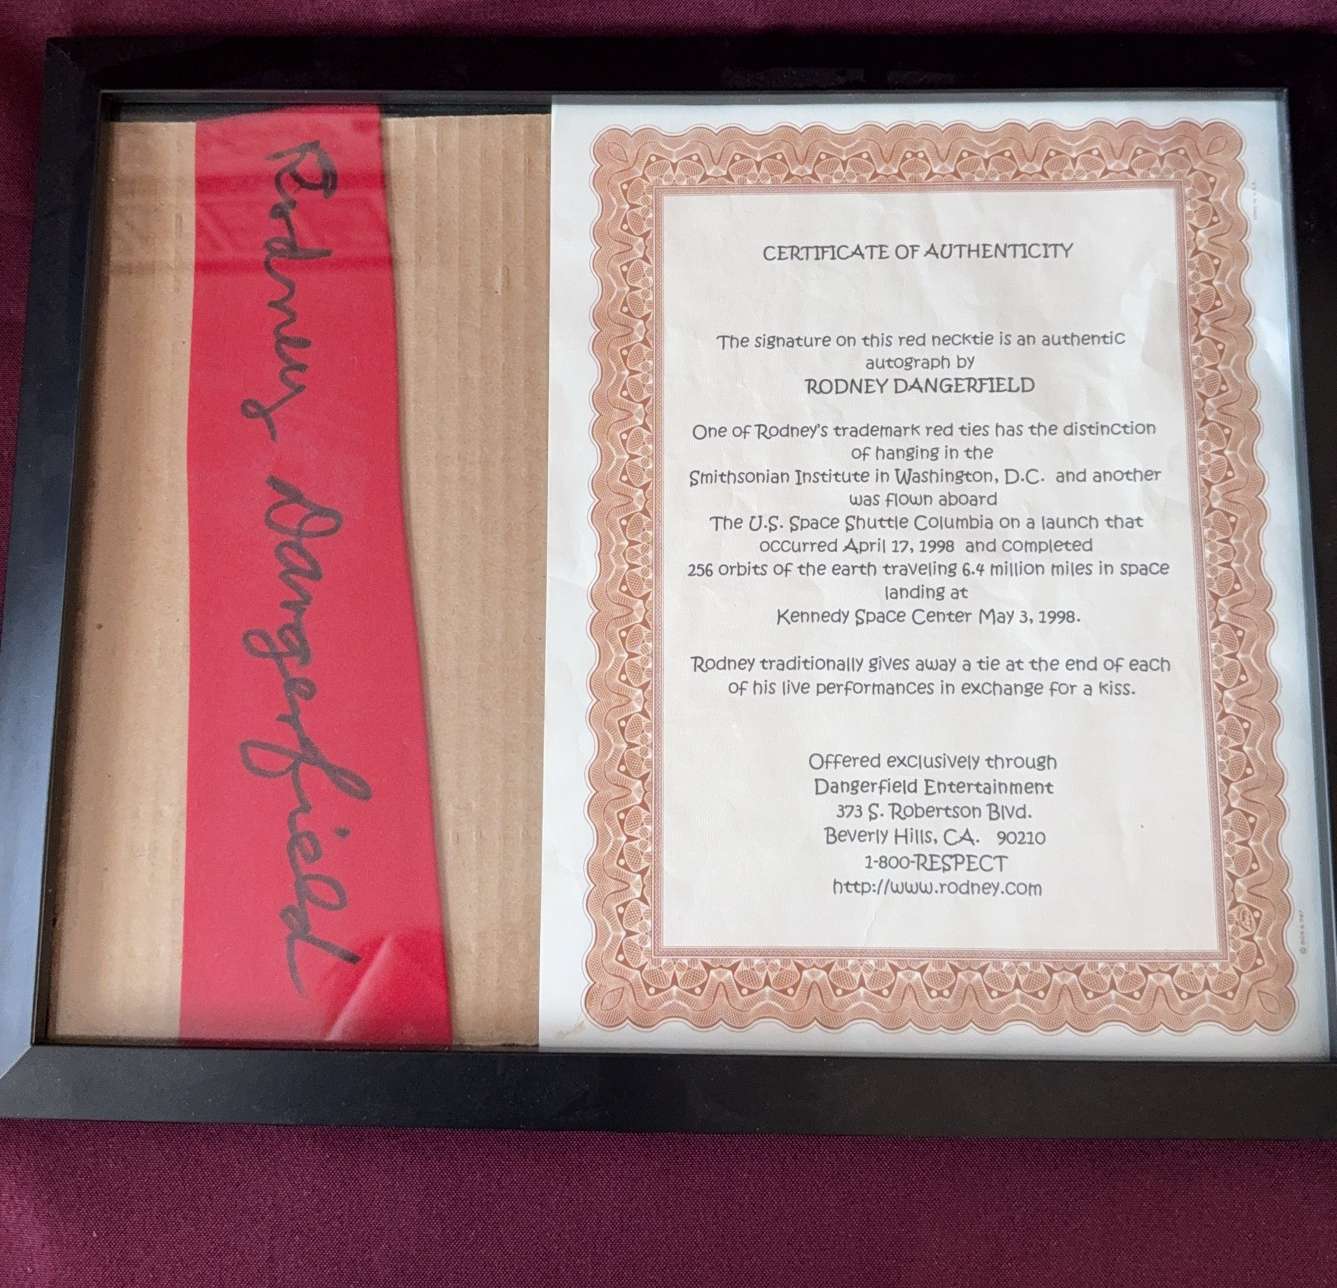 Rodney Dangerfield
CERTIFICATE OF AUTHENTICITY
The signature on this red necktie is an authentic
autograph by
RODNEY DANGERFIELD
One of Rodney's trademark red ties has the distinction
of hanging in the
Smithsonian Institute in Washington, D.C. and another
was flown aboard
The U.S. Space Shuttle Columbia on a launch that
occurred April 17, 1998 and completed
256 orbits of the earth traveling 6.4 million miles in space
landing at
Kennedy Space Center May 3, 1998.
Rodney traditionally gives away a tie at the end of each
of his live performances in exchange for a kiss.
Offered exclusively through
Dangerfield Entertainment
373 S. Robertson Blvd.
Beverly Hills, CA. 90210
1-800-RESPECT
http://www.rodney.com